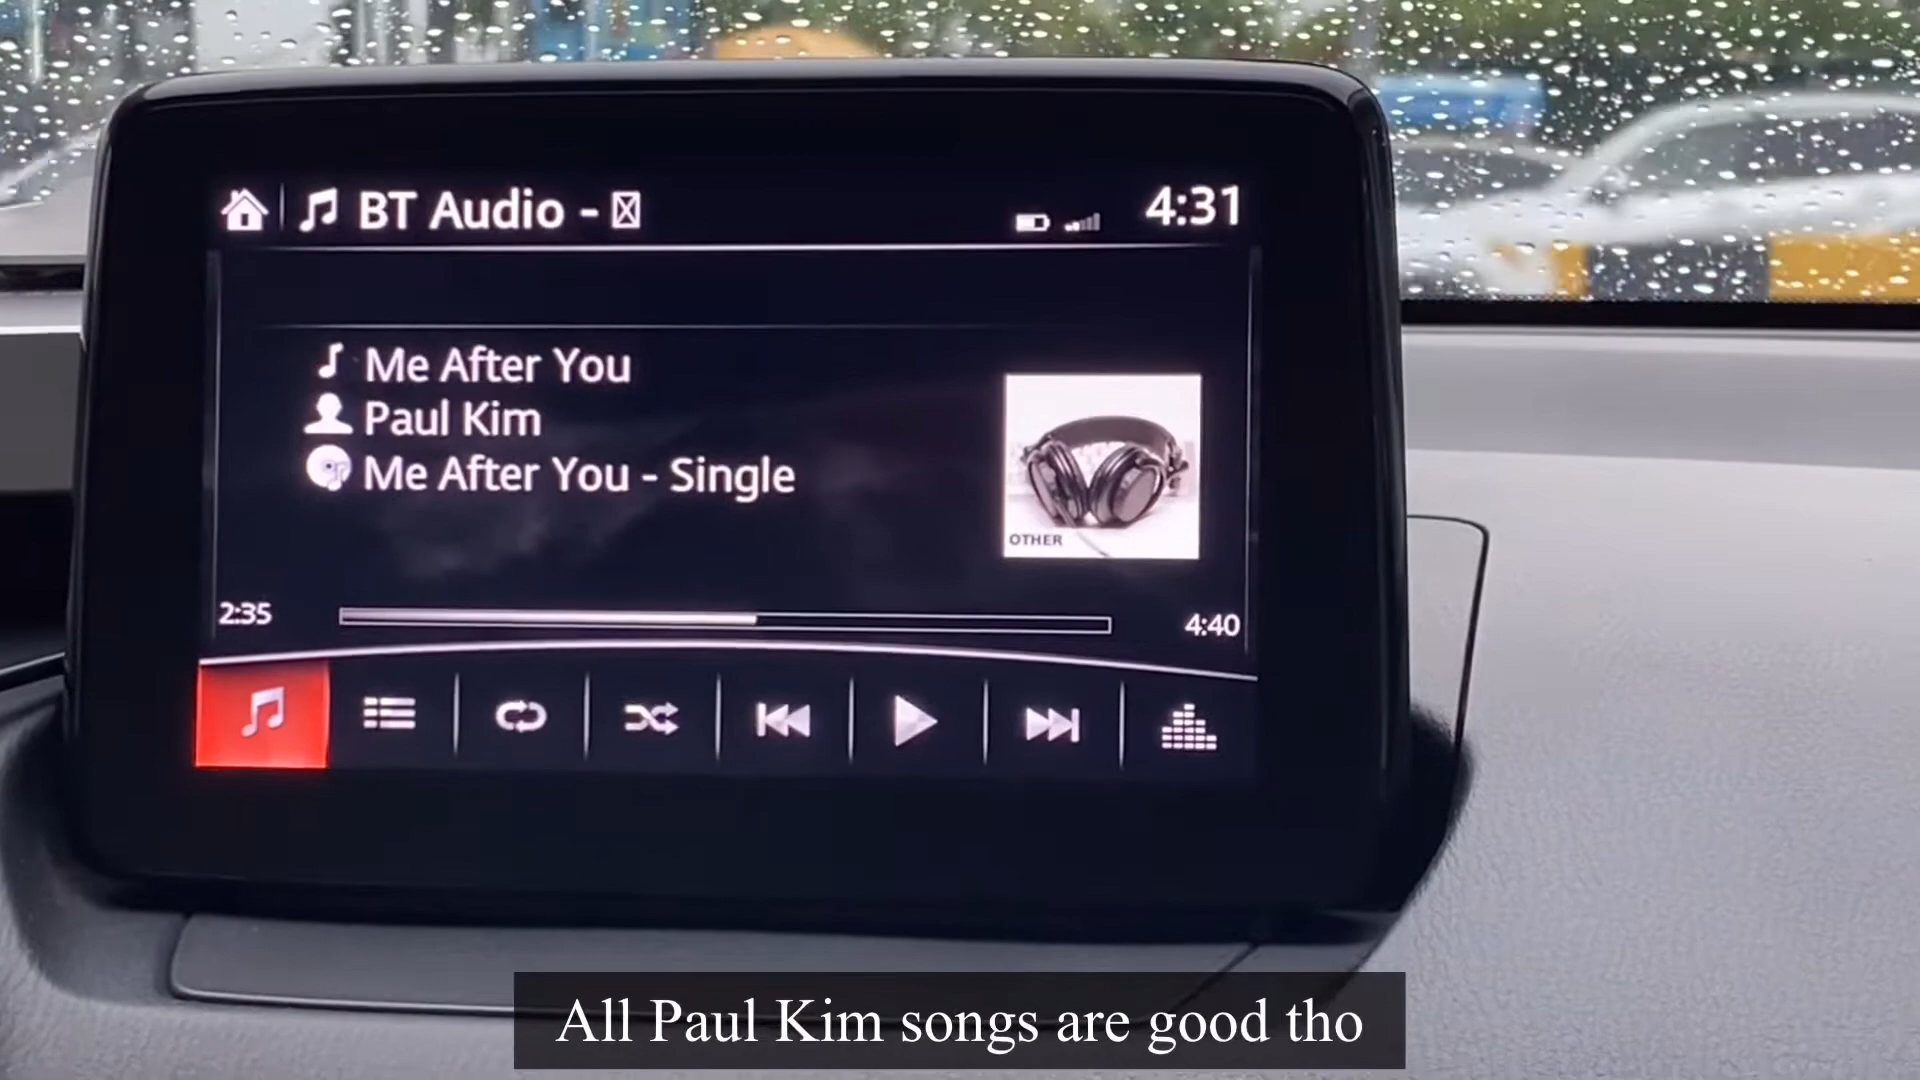 BT Audio -
4:31
Me After You
Paul Kim
Me After You - Single
OTHER
2:35
4:40
All Paul Kim songs are good tho